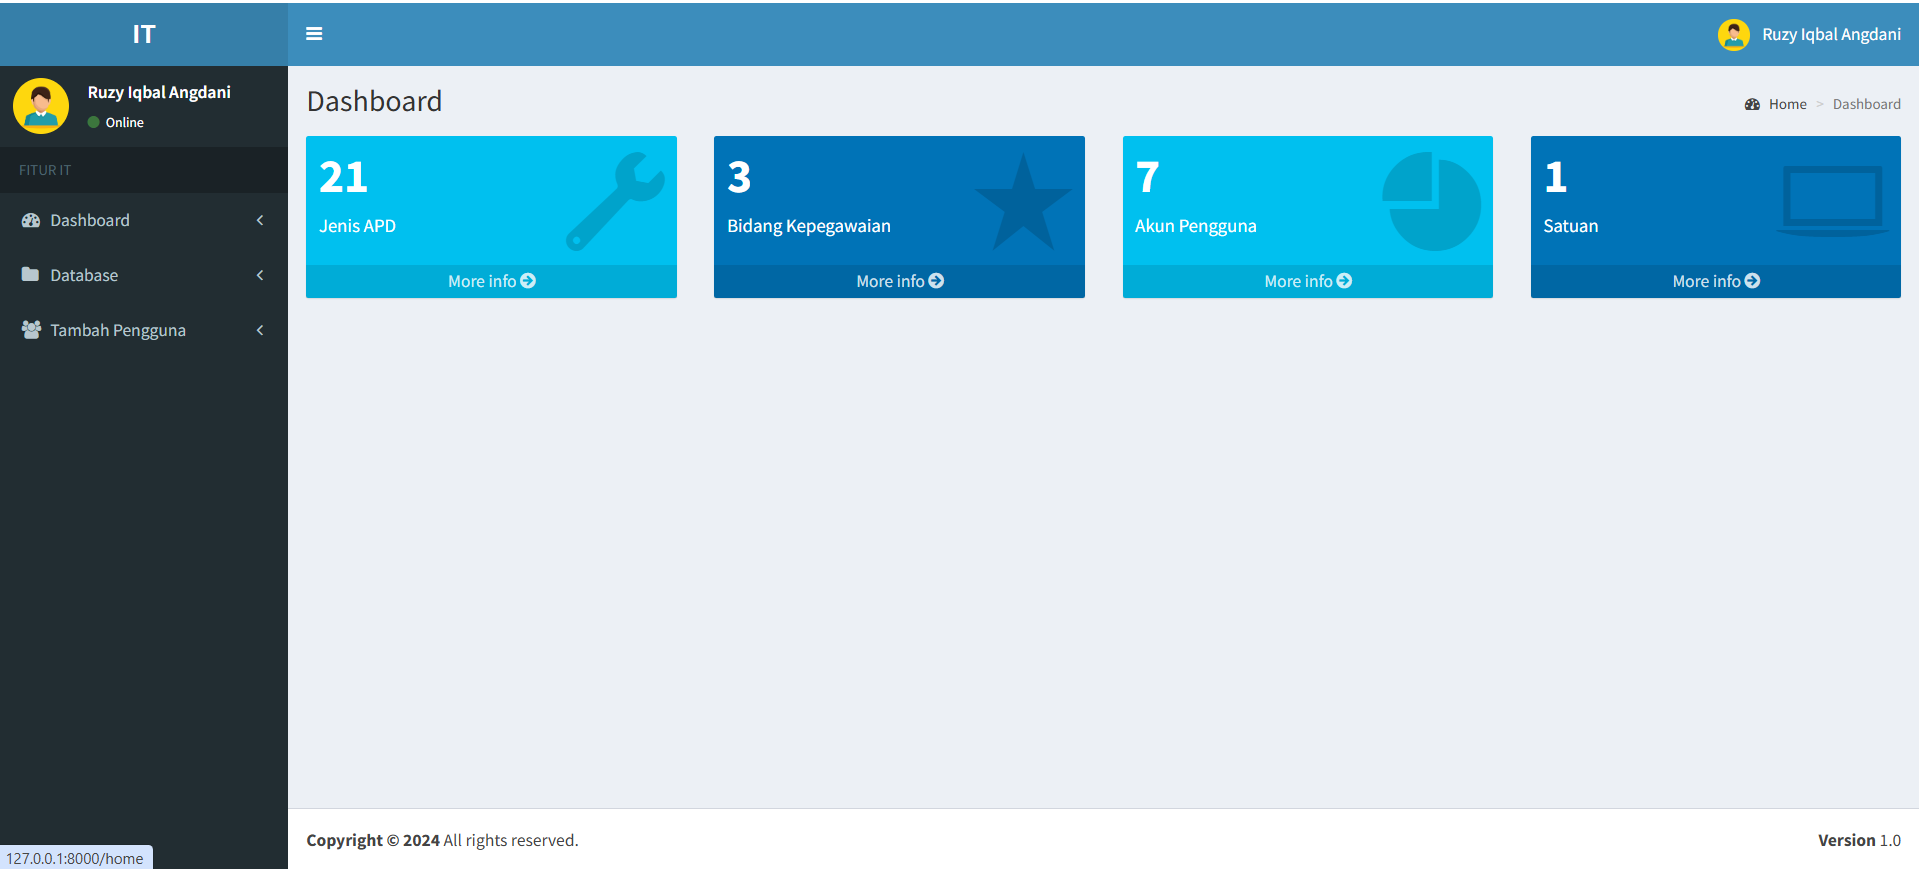 IT
Ruzy Iqbal Angdani
Ruzy Iqbal Angdani
Online
FITUR IT
Dashboard
Database
Tambah Pengguna
Dashboard
Home > Dashboard
21
Jenis APD
More info
3
Bidang Kepegawaian
More info
7
Akun Pengguna
More info
1
Satuan
More info
Copyright © 2024 All rights reserved.
Version 1.0
127.0.0.1:8000/home